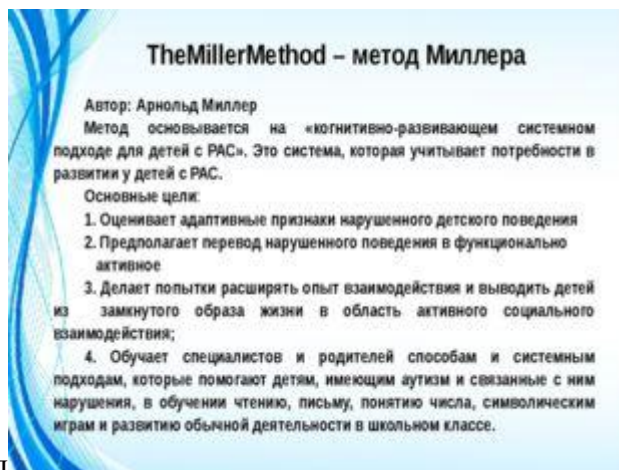 TheMillerMethod – метод Миллера
Автор: Арнольд Миллер
Метод основывается на «когнитивно-развивающем системном
подходе для детей с РАС». Это система, которая учитывает потребности в
развитии у детей с РАС.
Основные цели:
1. Оценивает адаптивные признаки нарушенного детского поведения
2. Предполагает перевод нарушенного поведения в функционально
активное
3. Делает попытки расширять опыт взаимодействия и выводить детей
из замкнутого образа жизни в область активного социального
взаимодействия;
4. Обучает специалистов и родителей способам и системным
подходам, которые помогают детям, имеющим аутизм и связанные с ним
нарушения, в обучении чтению, письму, понятию числа, символическим
играм и развитию обычной деятельности в школьном классе.